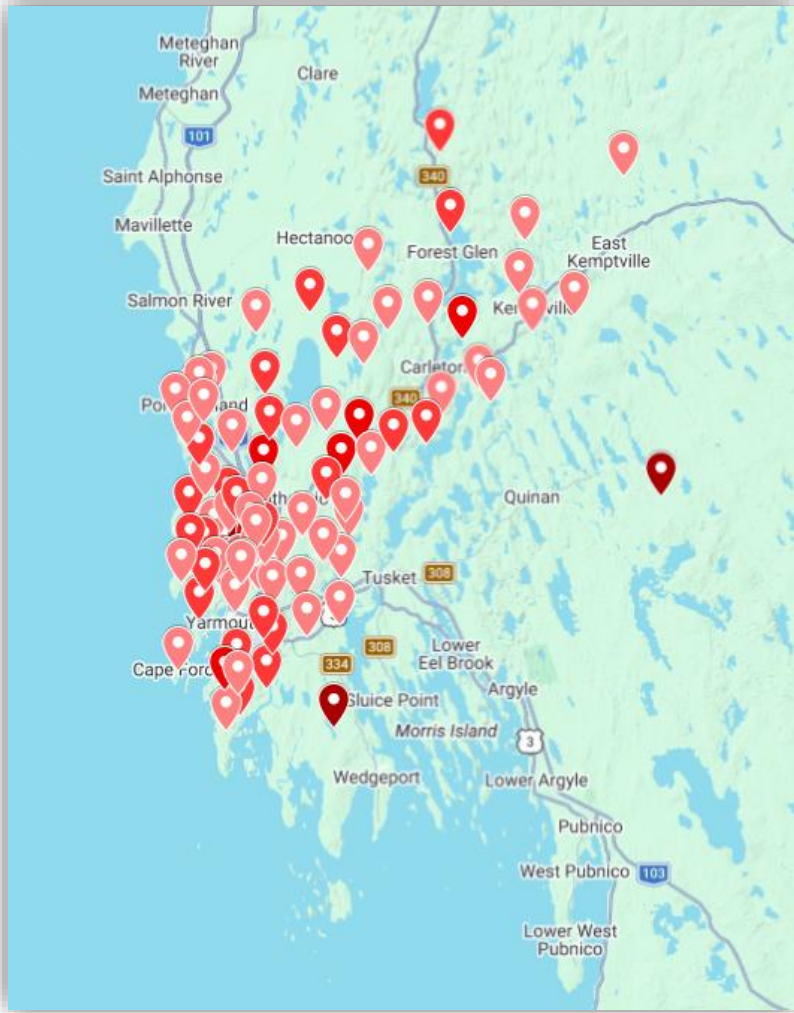 Meteghan
River
Clare
Meteghan
101
Saint Alphonse
340
Mavillette
Hectanoo
Forest Glen
East
Kemptville
Salmon River
Carleton
340
Quinan
Tusket
308
Yarmou
308
Lower
Eel Brook
Cape Forc
334
Argyle
Sluice Point
Morris Island
3
Wedgeport
Lower Argyle
Pubnico
West Pubnico
103
Lower West
Pubnico